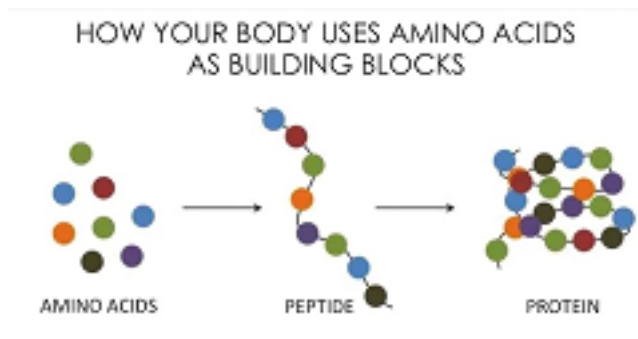 HOW YOUR BODY USES AMINO ACIDS
AS BUILDING BLOCKS
AMINO ACIDS
PEPTIDE
PROTEIN